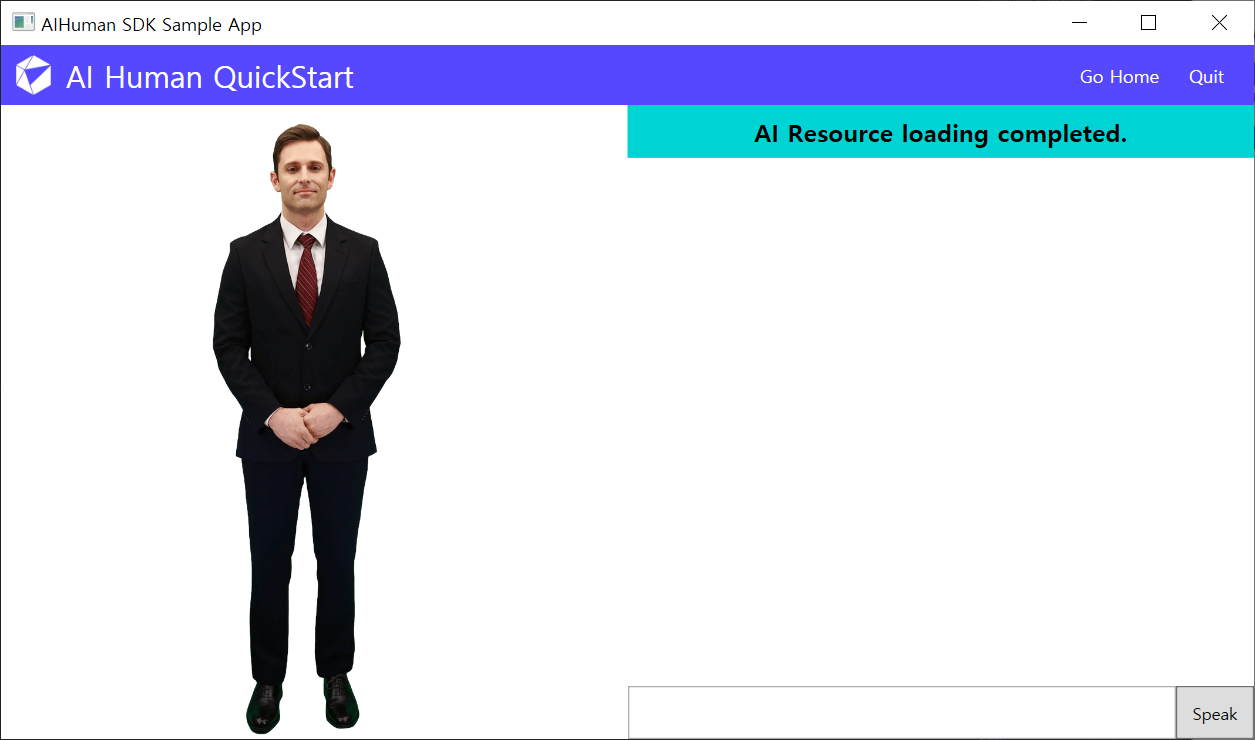 AIHuman SDK Sample App
AI Human QuickStart
Go Home
Quit
AI Resource loading completed.
Speak